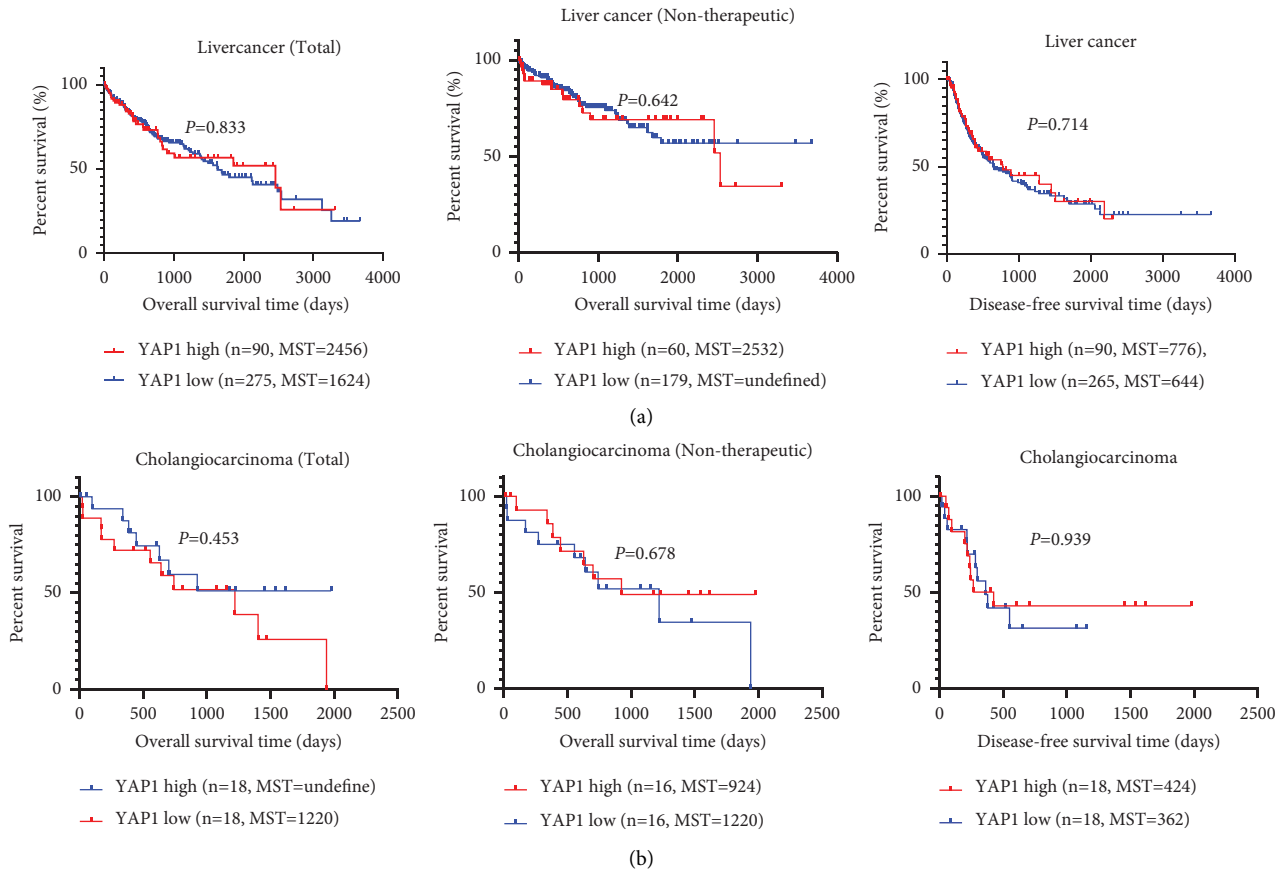 Livercancer (Total)
Percent survival (%)
100
50
0
P=0.833
0 1000 2000 3000 4000
Overall survival time (days)
YAP1 high (n=90, MST=2456)
YAP1 low (n=275, MST=1624)
Liver cancer (Non-therapeutic)
Percent survival (%)
100
50
0
P=0.642
0 1000 2000 3000 4000
Overall survival time (days)
YAP1 high (n=60, MST=2532)
YAP1 low (n=179, MST=undefined)
Liver cancer
Percent survival (%)
100
50
0
P=0.714
0 1000 2000 3000 4000
Disease-free survival time (days)
YAP1 high (n=90, MST=776),
YAP1 low (n=265, MST=644)
(a)
Cholangiocarcinoma (Total)
Percent survival
100
50
0
P=0.453
0 500 1000 1500 2000 2500
Overall survival time (days)
YAP1 high (n=18, MST=undefine)
YAP1 low (n=18, MST=1220)
Cholangiocarcinoma (Non-therapeutic)
Percent survival
100
50
0
P=0.678
0 500 1000 1500 2000 2500
Overall survival time (days)
YAP1 high (n=16, MST=924)
YAP1 low (n=16, MST=1220)
Cholangiocarcinoma
Percent survival
100
50
0
P=0.939
0 500 1000 1500 2000 2500
Disease-free survival time (days)
YAP1 high (n=18, MST=424)
YAP1 low (n=18, MST=362)
(b)